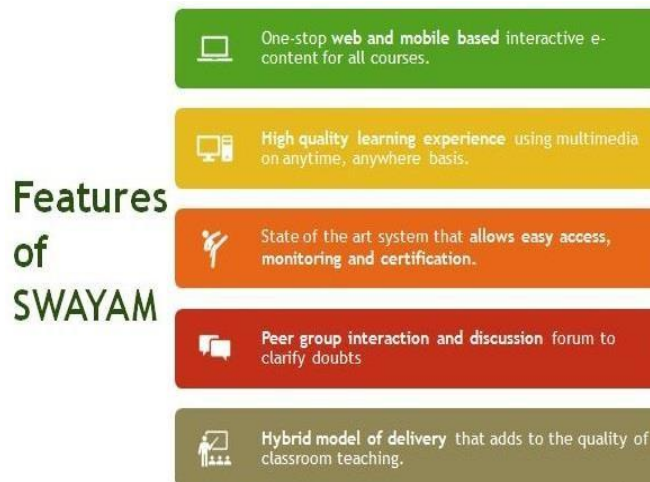 Features
of
SWAYAM
One-stop web and mobile based interactive e-
content for all courses.
High quality learning experience using multimedia
on anytime, anywhere basis.
State of the art system that allows easy access,
monitoring and certification.
Peer group interaction and discussion forum to
clarify doubts
Hybrid model of delivery that adds to the quality of
classroom teaching.